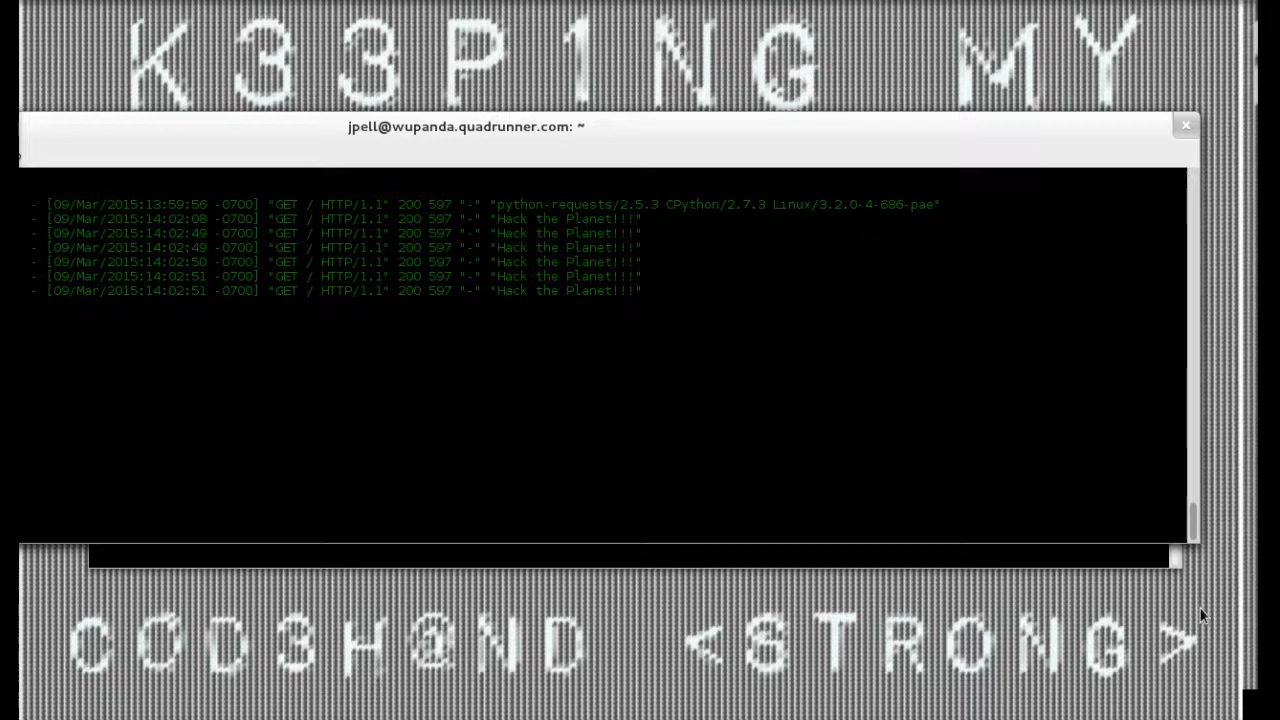 K33P1NG MY
jpell@wupanda.quadrunner.com: ~
- [09/Mar/2015:13:59:56 -0700] "GET / HTTP/1.1" 200 597 "-" "python-requests/2.5.3 CPython/2.7.3 Linux/3.2.0-4-686-pae"
- [09/Mar/2015:14:02:08 -0700] "GET / HTTP/1.1" 200 597 "-" "Hack the Planet!!!"
- [09/Mar/2015:14:02:49 -0700] "GET / HTTP/1.1" 200 597 "-" "Hack the Planet!!!"
- [09/Mar/2015:14:02:49 -0700] "GET / HTTP/1.1" 200 597 "-" "Hack the Planet!!!"
- [09/Mar/2015:14:02:50 -0700] "GET / HTTP/1.1" 200 597 "-" "Hack the Planet!!!"
- [09/Mar/2015:14:02:51 -0700] "GET / HTTP/1.1" 200 597 "-" "Hack the Planet!!!"
- [09/Mar/2015:14:02:51 -0700] "GET / HTTP/1.1" 200 597 "-" "Hack the Planet!!!"
C0D3H@ND <STRONG>